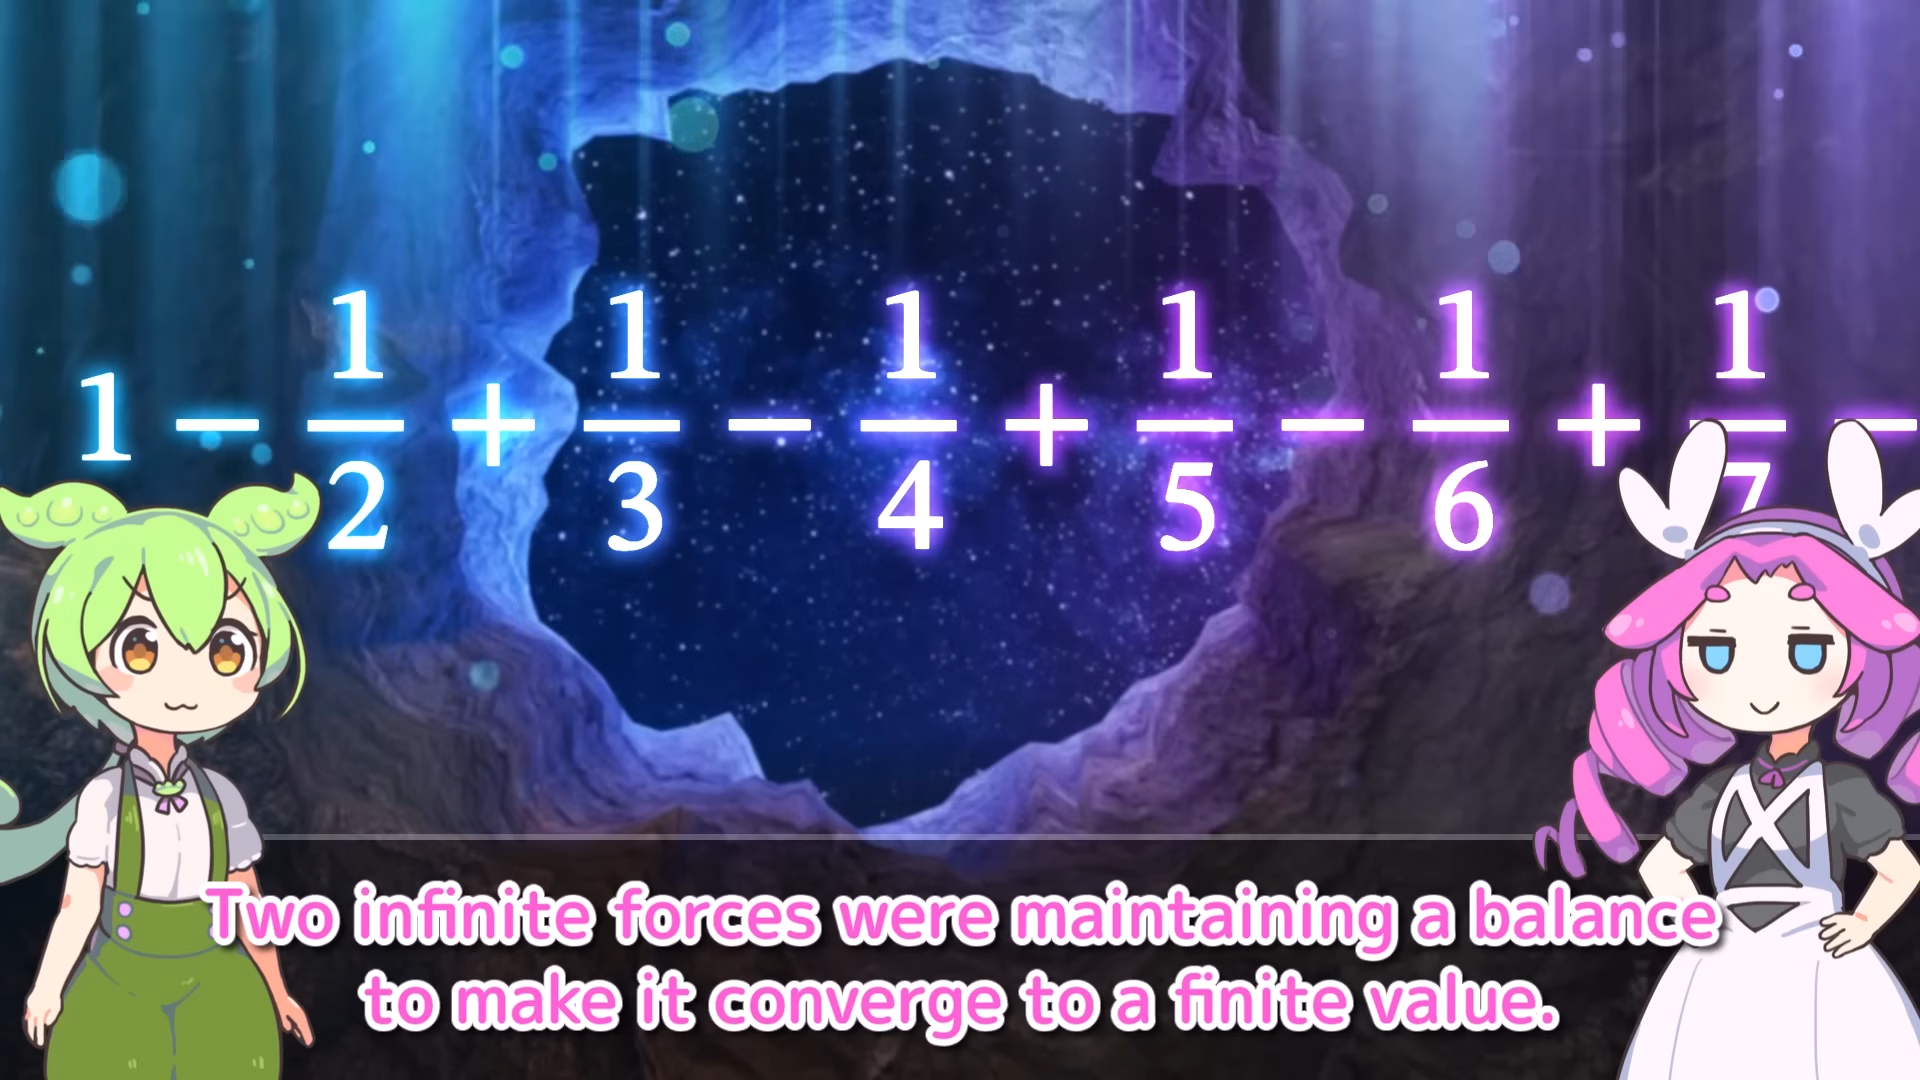 1 − 1/2 + 1/3 − 1/4 + 1/5 − 1/6 + 1/7 −
Two infinite forces were maintaining a balance
to make it converge to a finite value.